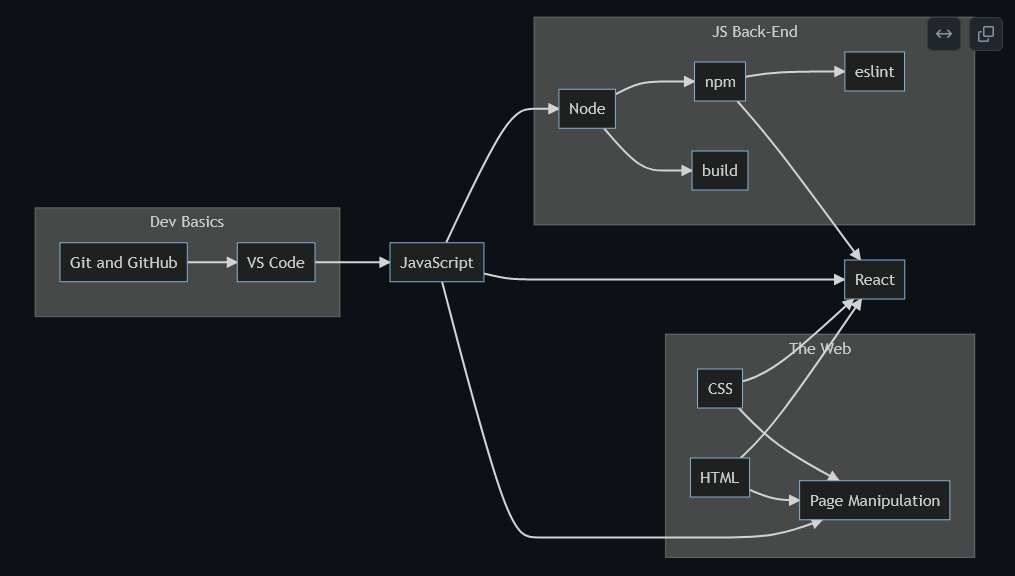 JS Back-End
Node
npm
eslint
build
Dev Basics
Git and GitHub
VS Code
JavaScript
React
The Web
CSS
HTML
Page Manipulation